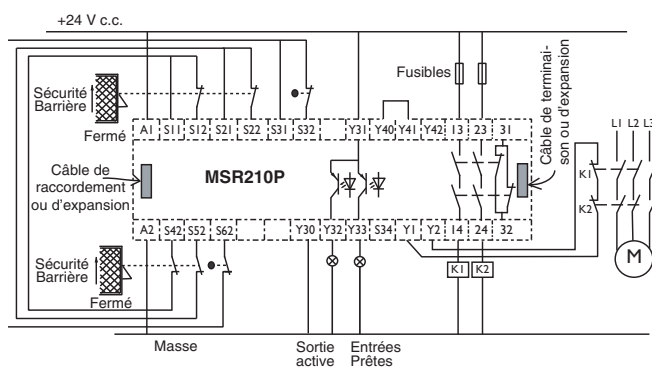 +24 V c.c.
Sécurité
Barrière
Fermé
Fusibles
Câble de terminai-
son ou d'expansion
A1 S11 S12 S21 S22 S31 S32 Y31 Y40 Y41 Y42 13 23 31
L1 L2 L3
Câble de
raccordement
ou d'expansion
MSR210P
K1
K2
A2 S42 S52 S62 Y30 Y32 Y33 S34 Y1 Y2 14 24 32
M
Sécurité
Barrière
Fermé
K1 K2
Masse
Sortie
active
Entrées
Prêtes